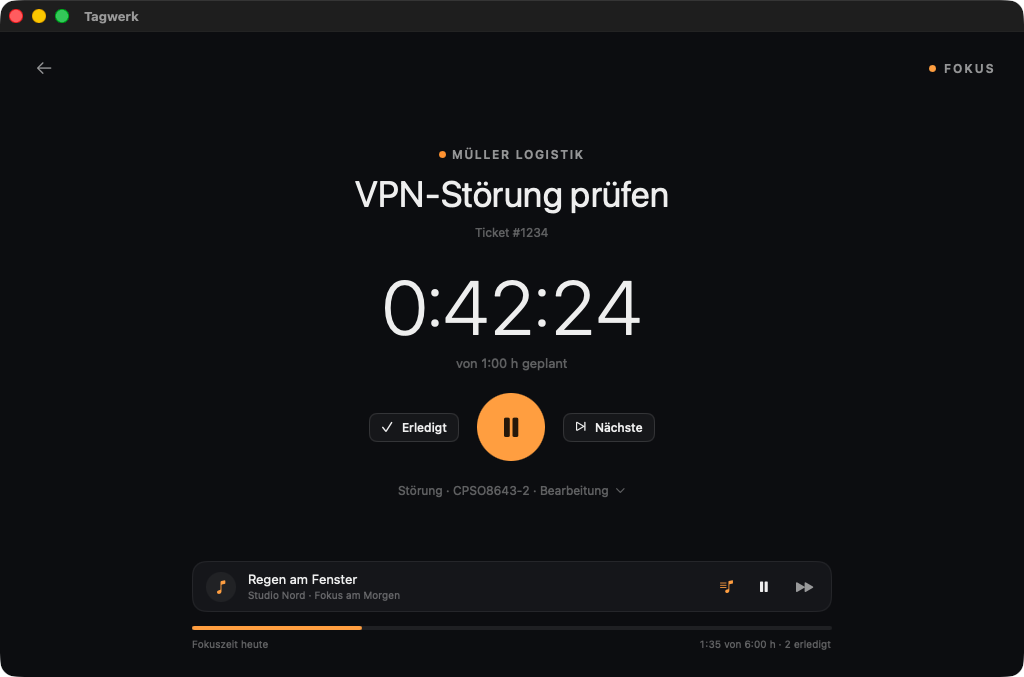 Tagwerk
FOKUS
MÜLLER LOGISTIK
VPN-Störung prüfen
Ticket #1234
0:42:24
von 1:00 h geplant
Erledigt
Nächste
Störung · CPSO8643-2 · Bearbeitung
Regen am Fenster
Studio Nord · Fokus am Morgen
Fokuszeit heute
1:35 von 6:00 h · 2 erledigt